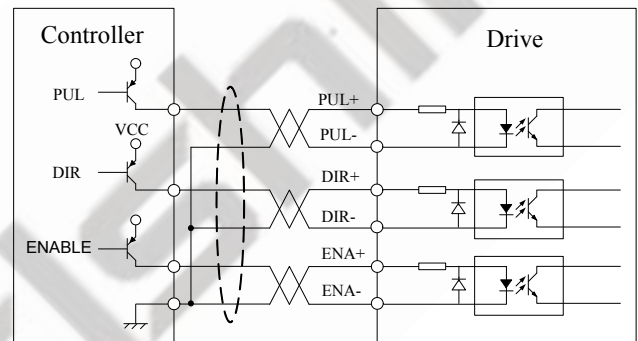 Controller
Drive
PUL
PUL+
VCC
PUL-
DIR
DIR+
DIR-
ENABLE
ENA+
ENA-